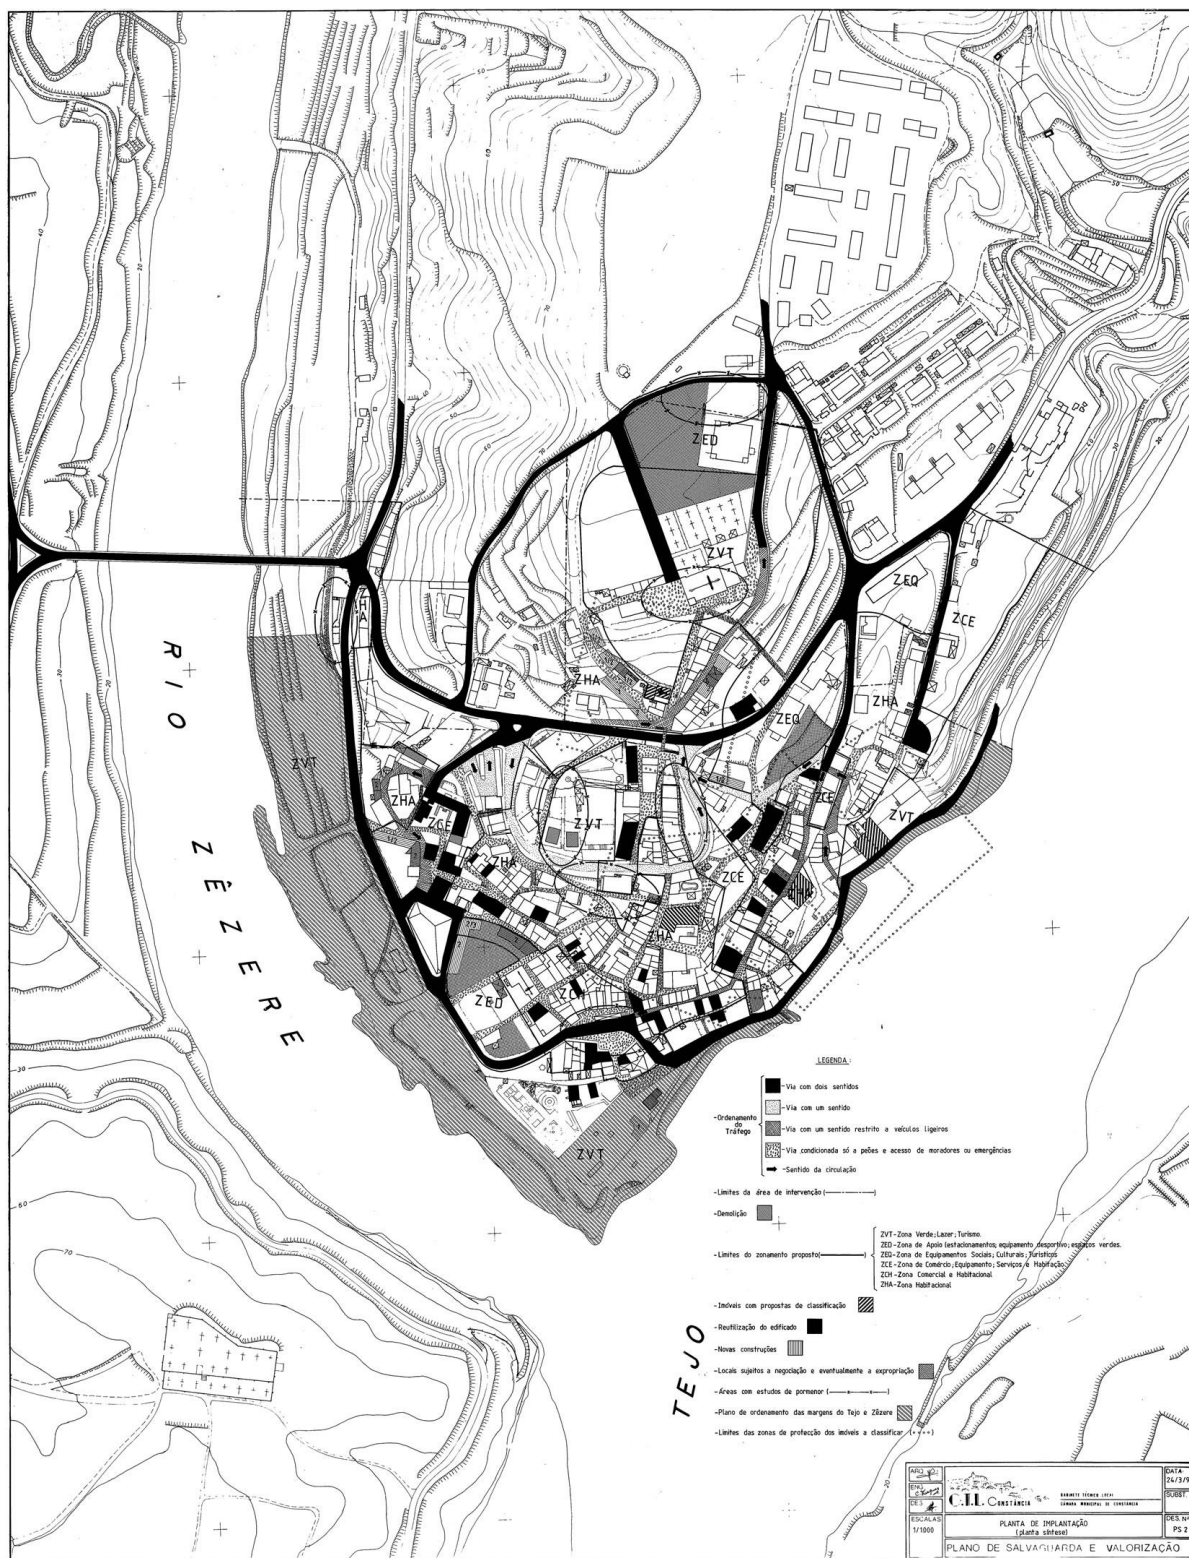 ZED
ZVT
ZEQ
ZCE
ZHA
HA
ZHA
ZEQ
ZHA
ZVT
ZHA
ZCE
ZVT
ZCE
ZVT
ZHA
ZCE
ZHA
ZED
ZVT
RIO
ZÊZERE
TEJO
LEGENDA:
-Ordenamento do Tráfego
-Via com dois sentidos
-Via com um sentido
-Via com um sentido restrito a veículos ligeiros
-Via condicionada só a peões e acesso de moradores ou emergências
-Sentido da circulação
-Limites da área de intervenção
-Demolição
-Limites do zonamento proposto
ZVT-Zona Verde; Lazer; Turismo.
ZED-Zona de Apoio (estacionamentos; equipamento desportivo; espaços verdes.
ZEQ-Zona de Equipamentos Sociais; Culturais; Turísticos
ZCE-Zona de Comércio; Equipamento; Serviços e Habitação
ZCH-Zona Comercial e Habitacional
ZHA-Zona Habitacional
-Imóveis com propostas de classificação
-Reutilização do edificado
-Novas construções
-Locais sujeitos a negociação e eventualmente a expropriação
-Áreas com estudos de pormenor
-Plano de ordenamento das margens do Tejo e Zêzere
-Limites das zonas de protecção dos imóveis a classificar
ARQ.
ENG.
DES.
ESCALAS
1/1000
C.T.L. CONSTÂNCIA
GABINETE TÉCNICO LOCAL
CÂMARA MUNICIPAL DE CONSTÂNCIA
DATA
24/3/9
SUBST.
PLANTA DE IMPLANTAÇÃO
(planta síntese)
DES. Nº
PS 2
PLANO DE SALVAGUARDA E VALORIZAÇÃO